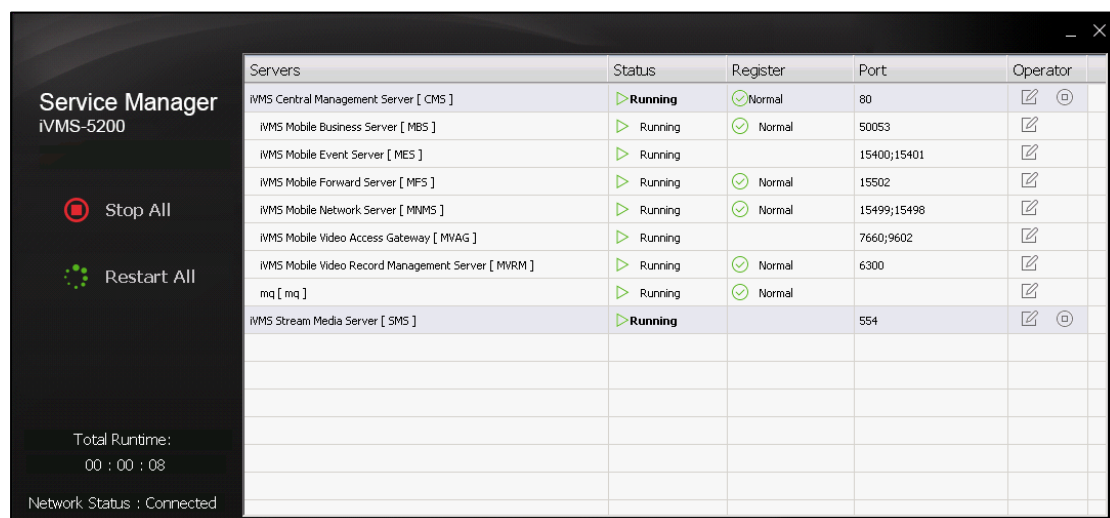 Servers Status Register Port Operator
Service Manager
iVMS-5200
iVMS Central Management Server [ CMS ] Running Normal 80
iVMS Mobile Business Server [ MBS ] Running Normal 50053
iVMS Mobile Event Server [ MES ] Running 15400;15401
iVMS Mobile Forward Server [ MFS ] Running Normal 15502
iVMS Mobile Network Server [ MNMS ] Running Normal 15499;15498
iVMS Mobile Video Access Gateway [ MVAG ] Running 7660;9602
iVMS Mobile Video Record Management Server [ MVRM ] Running Normal 6300
mq [ mq ] Running Normal
iVMS Stream Media Server [ SMS ] Running 554
Stop All
Restart All
Total Runtime:
00 : 00 : 08
Network Status : Connected